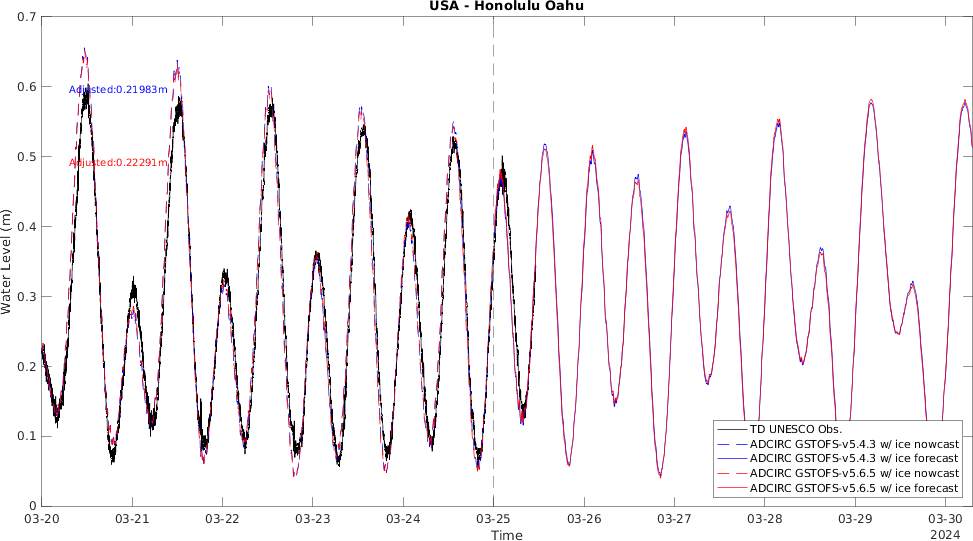 USA - Honolulu Oahu
0.7
0.6
0.5
0.4
0.3
0.2
0.1
0
Water Level (m)
Adjusted:0.21983m
Adjusted:0.22291m
TD UNESCO Obs.
ADCIRC GSTOFS-v5.4.3 w/ ice nowcast
ADCIRC GSTOFS-v5.4.3 w/ ice forecast
ADCIRC GSTOFS-v5.6.5 w/ ice nowcast
ADCIRC GSTOFS-v5.6.5 w/ ice forecast
03-20 03-21 03-22 03-23 03-24 03-25 03-26 03-27 03-28 03-29 03-30
Time
2024